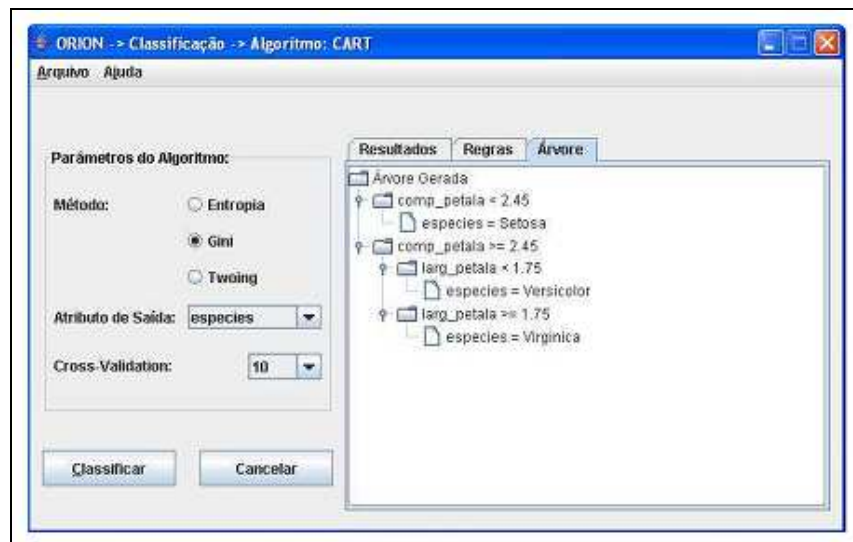 ORION -> Classificação -> Algoritmo: CART
Arquivo Ajuda
Parâmetros do Algoritmo:
Método:
Entropia
Gini
Twoing
Atributo de Saída: especies
Cross-Validation: 10
Classificar Cancelar
Resultados Regras Árvore
Árvore Gerada
comp_petala < 2.45
especies = Setosa
comp_petala >= 2.45
larg_petala < 1.75
especies = Versicolor
larg_petala >= 1.75
especies = Virginica